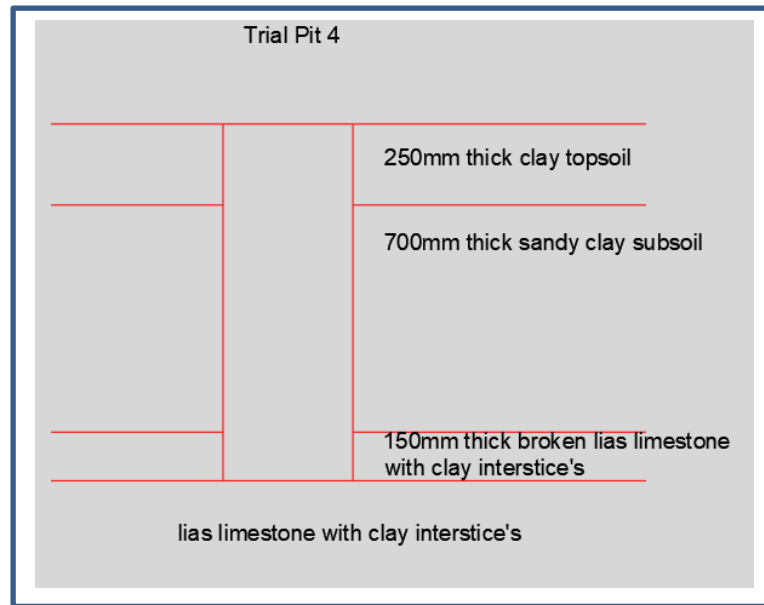 Trial Pit 4
250mm thick clay topsoil
700mm thick sandy clay subsoil
150mm thick broken lias limestone
with clay interstice's
lias limestone with clay interstice's